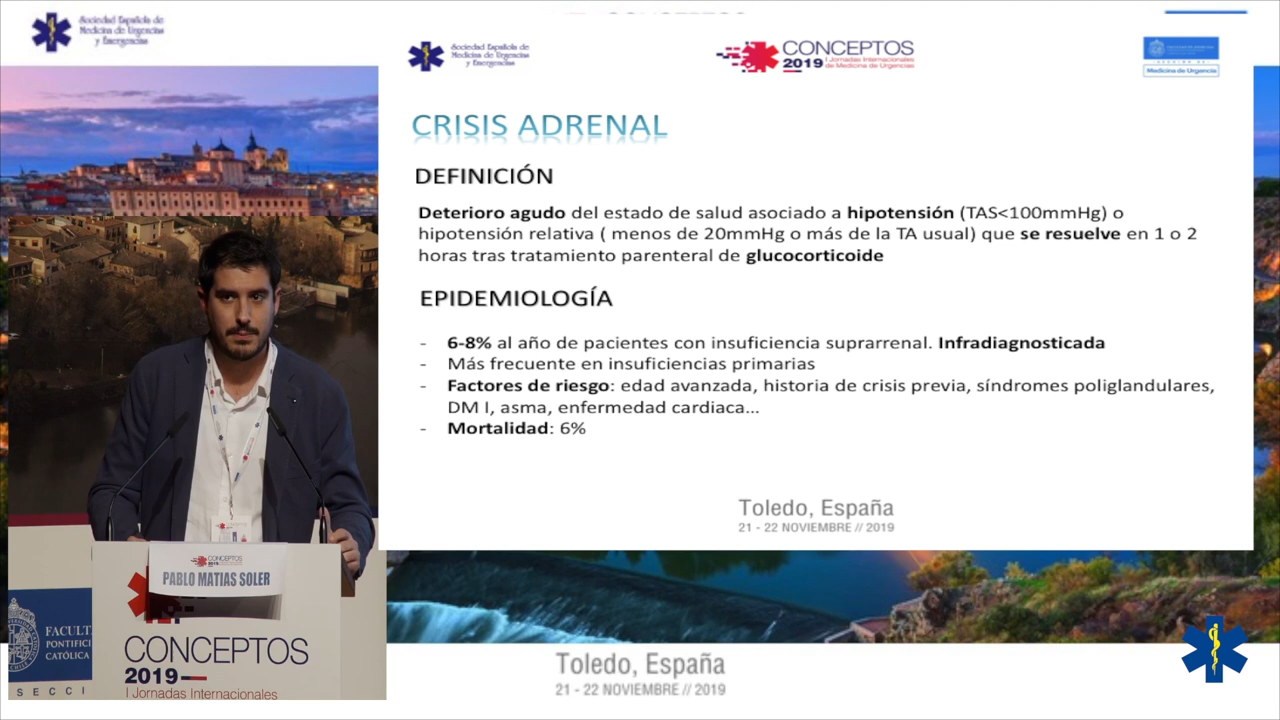 Sociedad Española de
Medicina de Urgencias
y Emergencias
Sociedad Española de
Medicina de Urgencias
y Emergencias
CONCEPTOS
2019 I Jornadas Internacionales
de Medicina de Urgencias
Medicina de Urgencia
CRISIS ADRENAL
DEFINICIÓN
Deterioro agudo del estado de salud asociado a hipotensión (TAS<100mmHg) o
hipotensión relativa ( menos de 20mmHg o más de la TA usual) que se resuelve en 1 o 2
horas tras tratamiento parenteral de glucocorticoide
EPIDEMIOLOGÍA
- 6-8% al año de pacientes con insuficiencia suprarrenal. Infradiagnosticada
- Más frecuente en insuficiencias primarias
- Factores de riesgo: edad avanzada, historia de crisis previa, síndromes poliglandulares,
DM I, asma, enfermedad cardiaca...
- Mortalidad: 6%
Toledo, España
21 - 22 NOVIEMBRE // 2019
CONCEPTOS
2019
PABLO MATIAS SOLER
FACULT
PONTIFIC
CATÓLICA
SECCI
CONCEPTOS
2019
I Jornadas Internacionales
Toledo, España
21 - 22 NOVIEMBRE // 2019